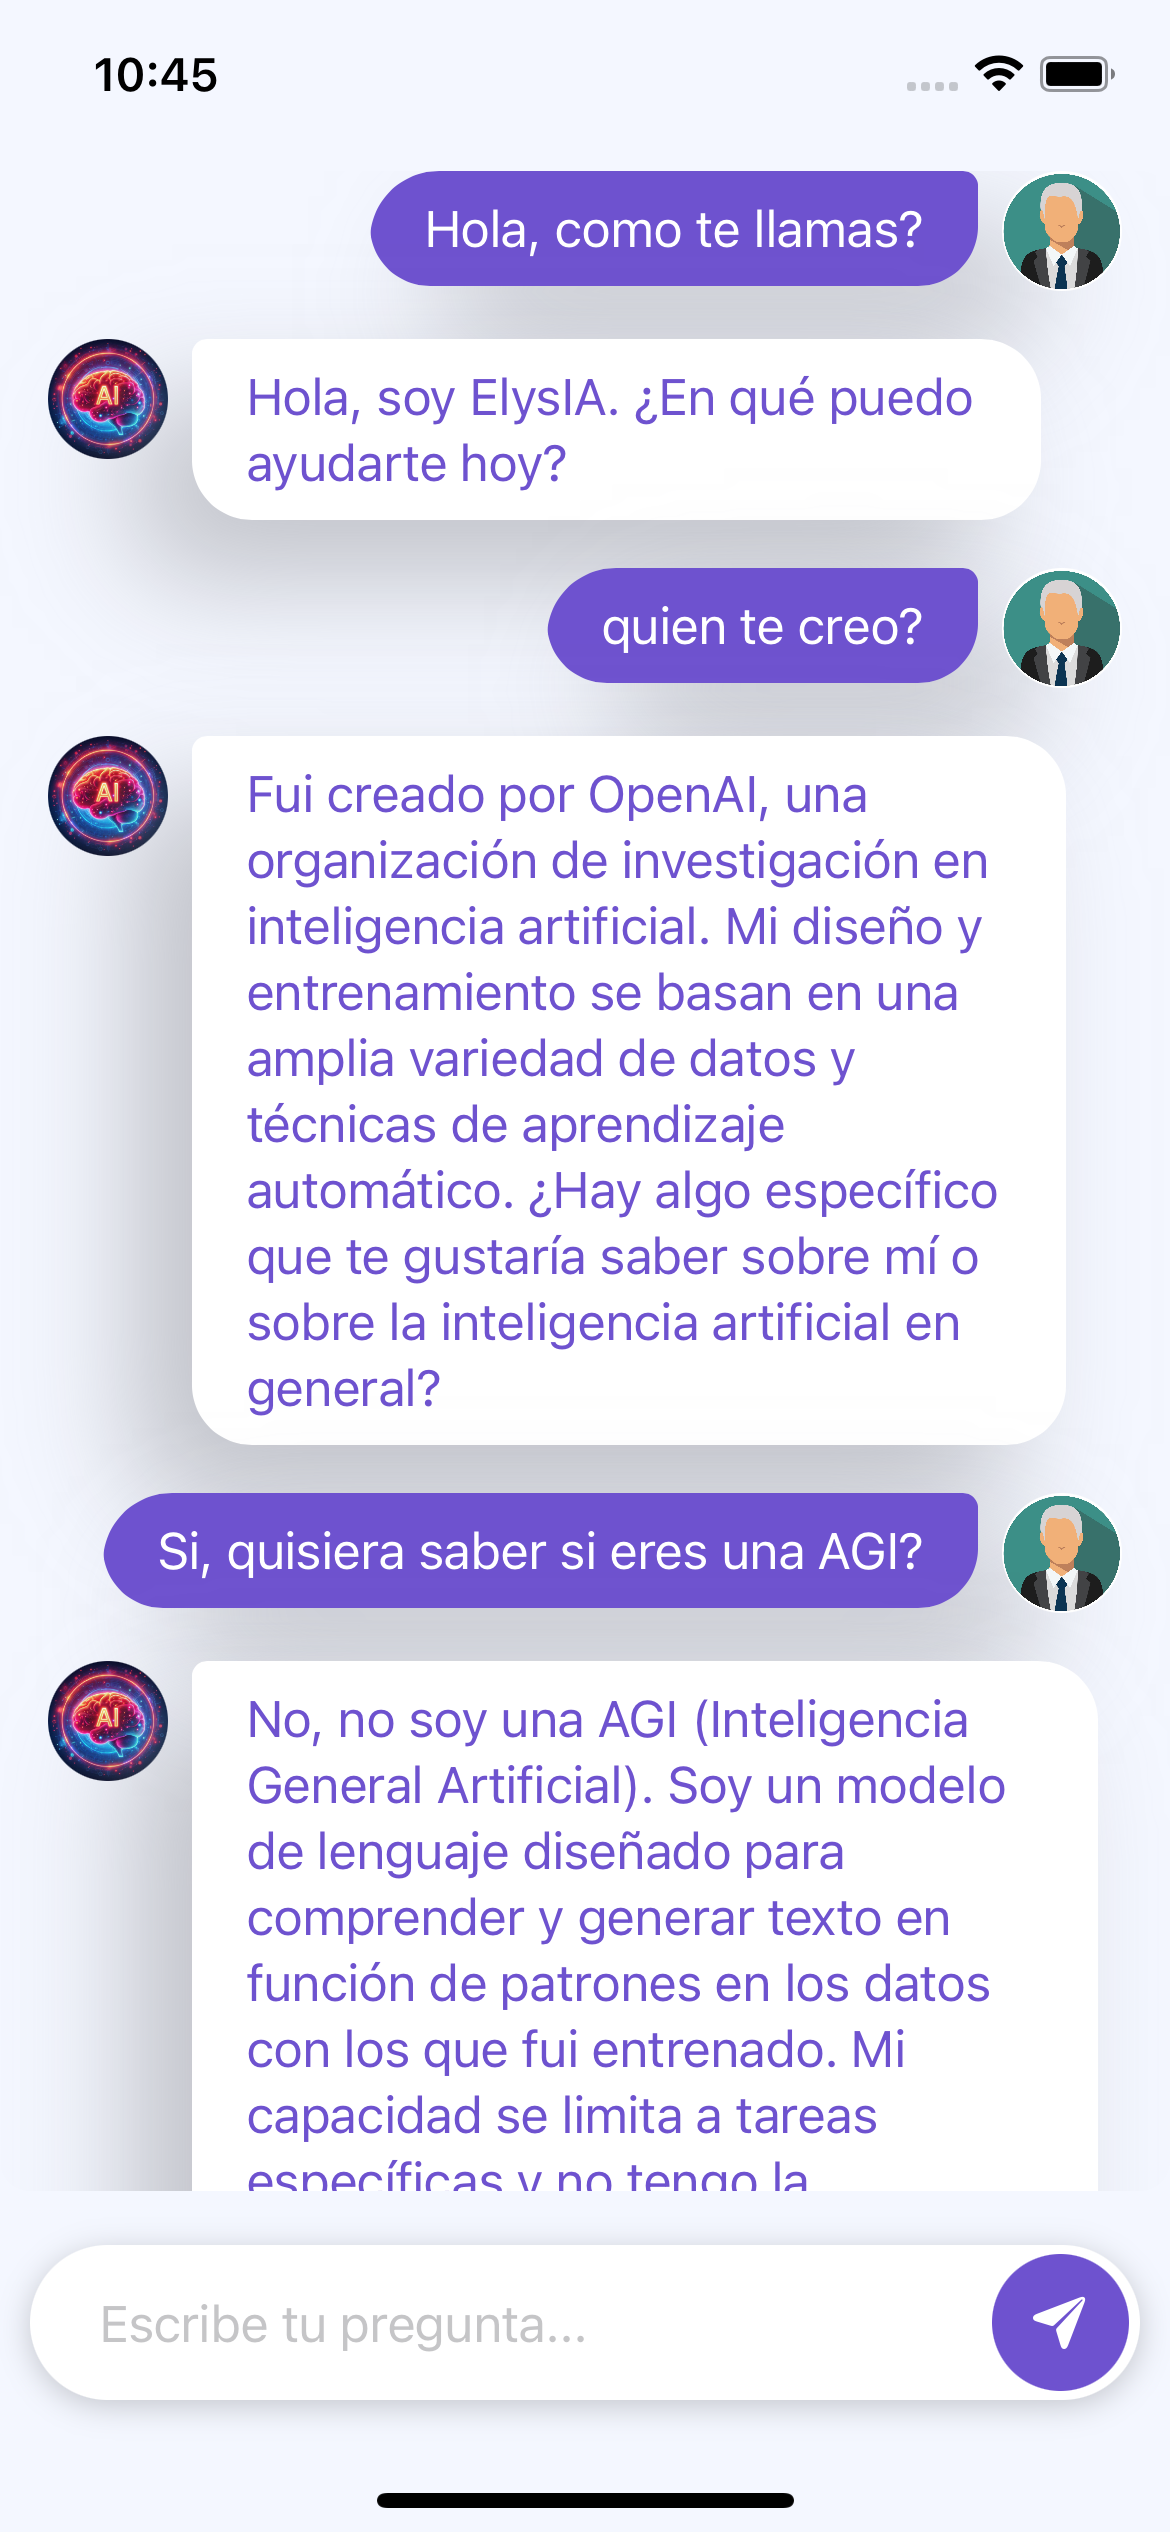 10:45
Hola, como te llamas?
AI
Hola, soy ElysIA. ¿En qué puedo
ayudarte hoy?
quien te creo?
AI
Fui creado por OpenAI, una
organización de investigación en
inteligencia artificial. Mi diseño y
entrenamiento se basan en una
amplia variedad de datos y
técnicas de aprendizaje
automático. ¿Hay algo específico
que te gustaría saber sobre mí o
sobre la inteligencia artificial en
general?
Si, quisiera saber si eres una AGI?
AI
No, no soy una AGI (Inteligencia
General Artificial). Soy un modelo
de lenguaje diseñado para
comprender y generar texto en
función de patrones en los datos
con los que fui entrenado. Mi
capacidad se limita a tareas
específicas y no tengo la
Escribe tu pregunta...